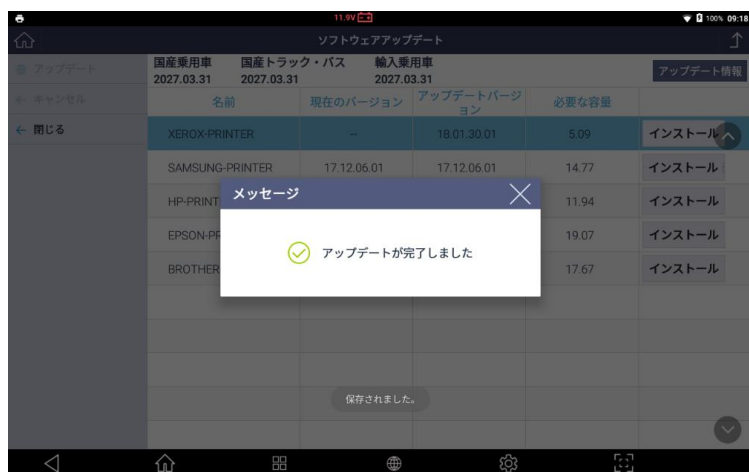 11.9V
100% 09:18
ソフトウェアアップデート
アップデート
キャンセル
閉じる
国産乗用車 国産トラック・バス 輸入乗用車
2027.03.31 2027.03.31 2027.03.31
アップデート情報
名前 現在のバージョン アップデートバージョン 必要な容量
XEROX-PRINTER -- 18.01.30.01 5.09 インストール
SAMSUNG-PRINTER 17.12.06.01 17.12.06.01 14.77 インストール
HP-PRINT 11.94 インストール
EPSON-PR 19.07 インストール
BROTHER 17.67 インストール
メッセージ
アップデートが完了しました
保存されました。